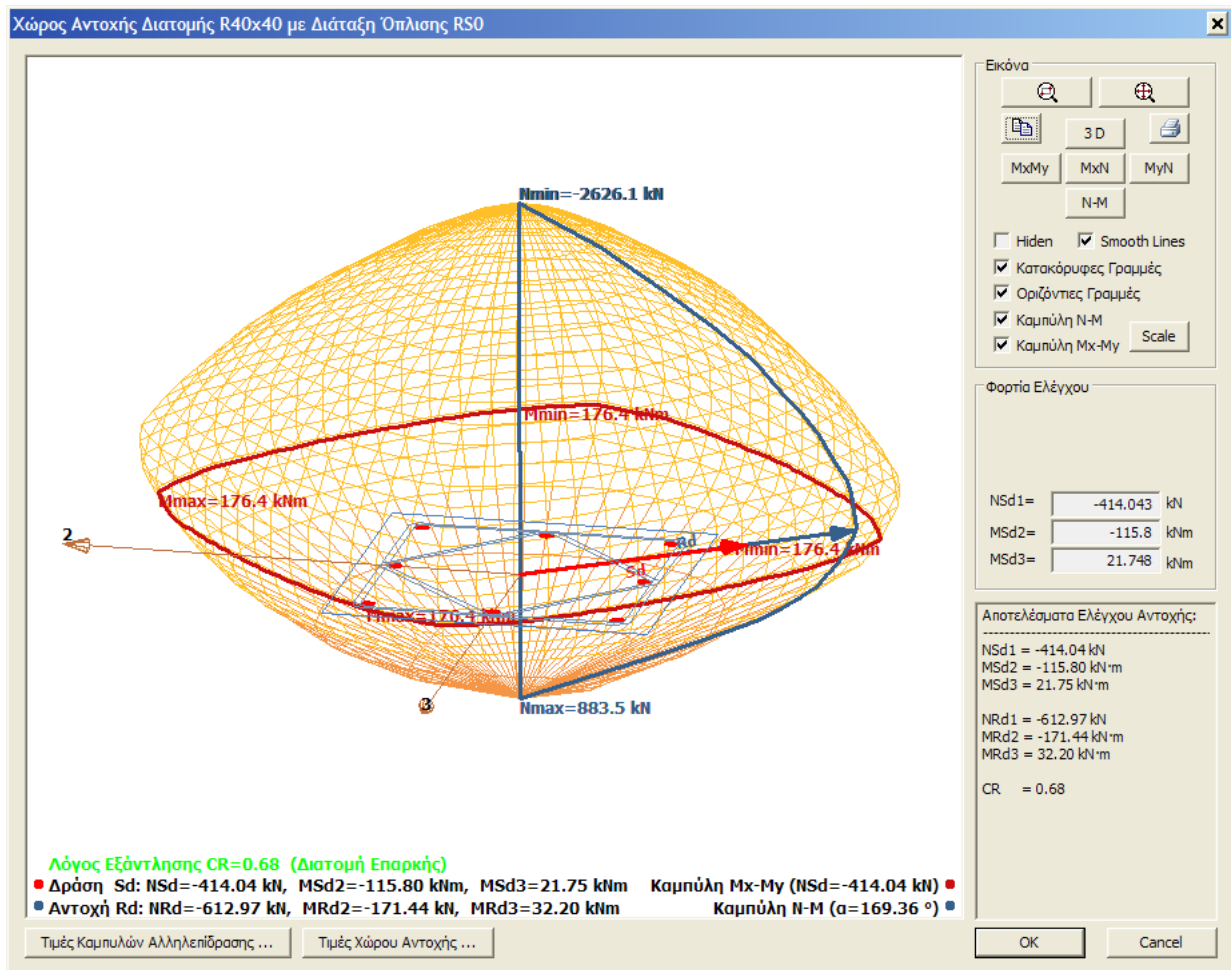 Χώρος Αντοχής Διατομής R40x40 με Διάταξη Όπλισης RS0
Nmin=-2626.1 kN
Mmin=176.4 kNm
Mmax=176.4 kNm
2
Rd
Mmin=176.4 kNm
Sd
Mmax=176.4 kNm
3
Nmax=883.5 kN
Λόγος Εξάντλησης CR=0.68 (Διατομή Επαρκής)
Δράση Sd: NSd=-414.04 kN, MSd2=-115.80 kNm, MSd3=21.75 kNm Καμπύλη Mx-My (NSd=-414.04 kN)
Αντοχή Rd: NRd=-612.97 kN, MRd2=-171.44 kNm, MRd3=32.20 kNm Καμπύλη N-M (α=169.36 °)
Τιμές Καμπυλών Αλληλεπίδρασης ... Τιμές Χώρου Αντοχής ...
Εικόνα
3 D
MxMy MxN MyN
N-M
Hiden Smooth Lines
Κατακόρυφες Γραμμές
Οριζόντιες Γραμμές
Καμπύλη N-M
Καμπύλη Mx-My Scale
Φορτία Ελέγχου
NSd1= -414.043 kN
MSd2= -115.8 kNm
MSd3= 21.748 kNm
Αποτελέσματα Ελέγχου Αντοχής:
NSd1 = -414.04 kN
MSd2 = -115.80 kN·m
MSd3 = 21.75 kN·m
NRd1 = -612.97 kN
MRd2 = -171.44 kN·m
MRd3 = 32.20 kN·m
CR = 0.68
OK Cancel